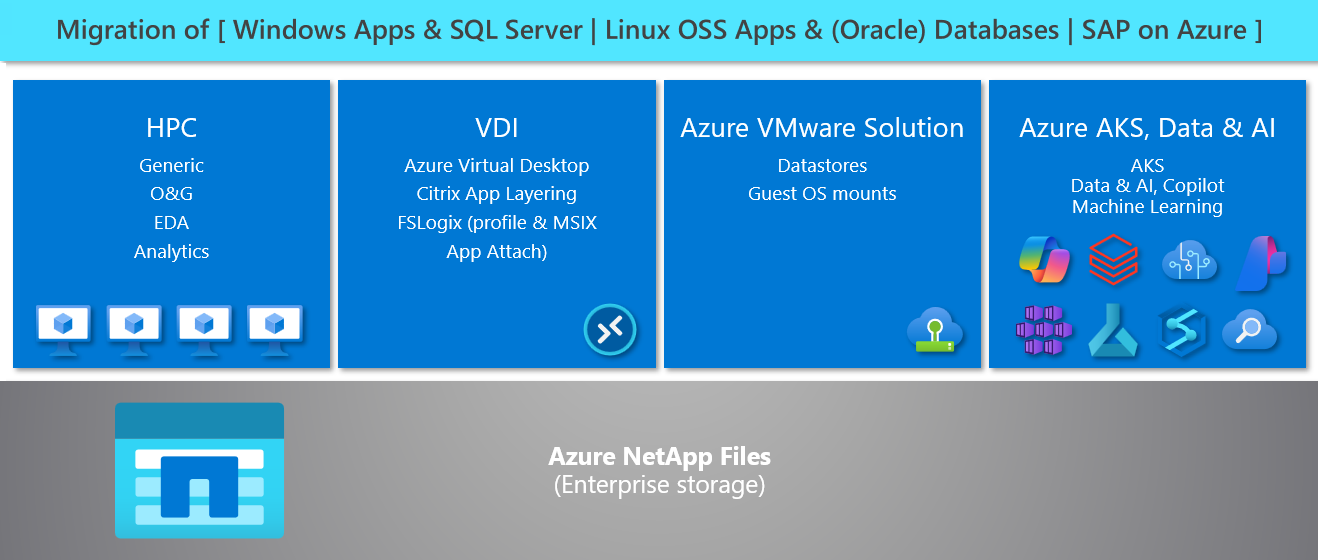 Migration of [ Windows Apps & SQL Server | Linux OSS Apps & (Oracle) Databases | SAP on Azure ]
HPC
Generic
O&G
EDA
Analytics
VDI
Azure Virtual Desktop
Citrix App Layering
FSLogix (profile & MSIX
App Attach)
Azure VMware Solution
Datastores
Guest OS mounts
Azure AKS, Data & AI
AKS
Data & AI, Copilot
Machine Learning
Azure NetApp Files
(Enterprise storage)